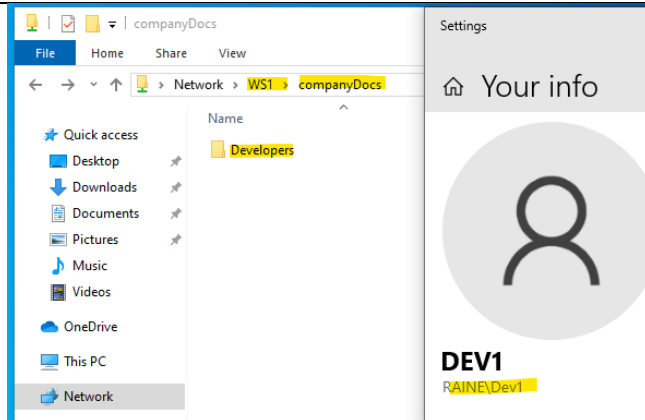 companyDocs
File Home Share View
Network > WS1 > companyDocs
Name
Quick access
Desktop
Downloads
Documents
Pictures
Music
Videos
OneDrive
This PC
Network
Developers
Settings
Your info
DEV1
RAINE\Dev1